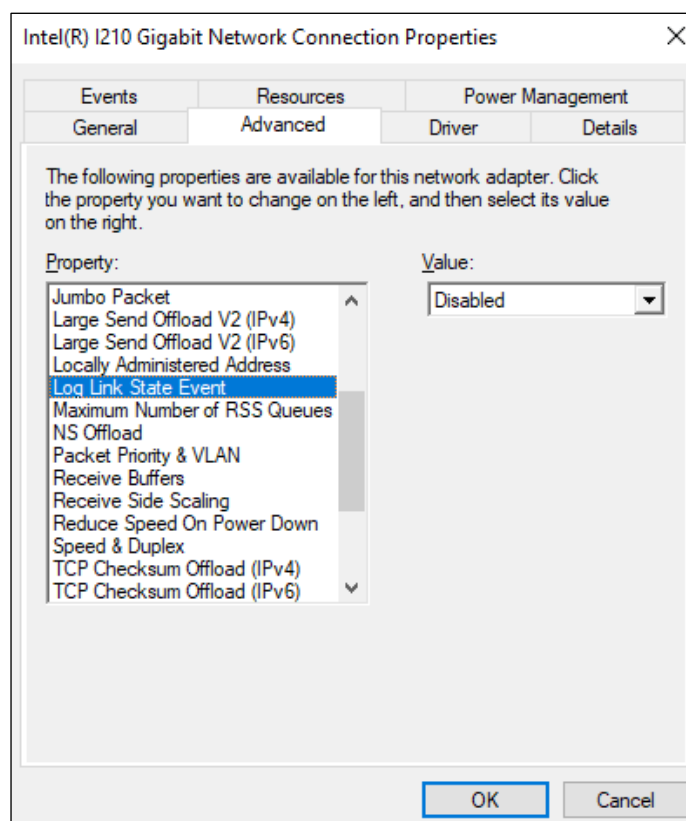 Intel(R) I210 Gigabit Network Connection Properties
Events
Resources
Power Management
General
Advanced
Driver
Details
The following properties are available for this network adapter. Click
the property you want to change on the left, and then select its value
on the right.
Property:
Value:
Jumbo Packet
Large Send Offload V2 (IPv4)
Large Send Offload V2 (IPv6)
Locally Administered Address
Log Link State Event
Maximum Number of RSS Queues
NS Offload
Packet Priority & VLAN
Receive Buffers
Receive Side Scaling
Reduce Speed On Power Down
Speed & Duplex
TCP Checksum Offload (IPv4)
TCP Checksum Offload (IPv6)
Disabled
OK
Cancel